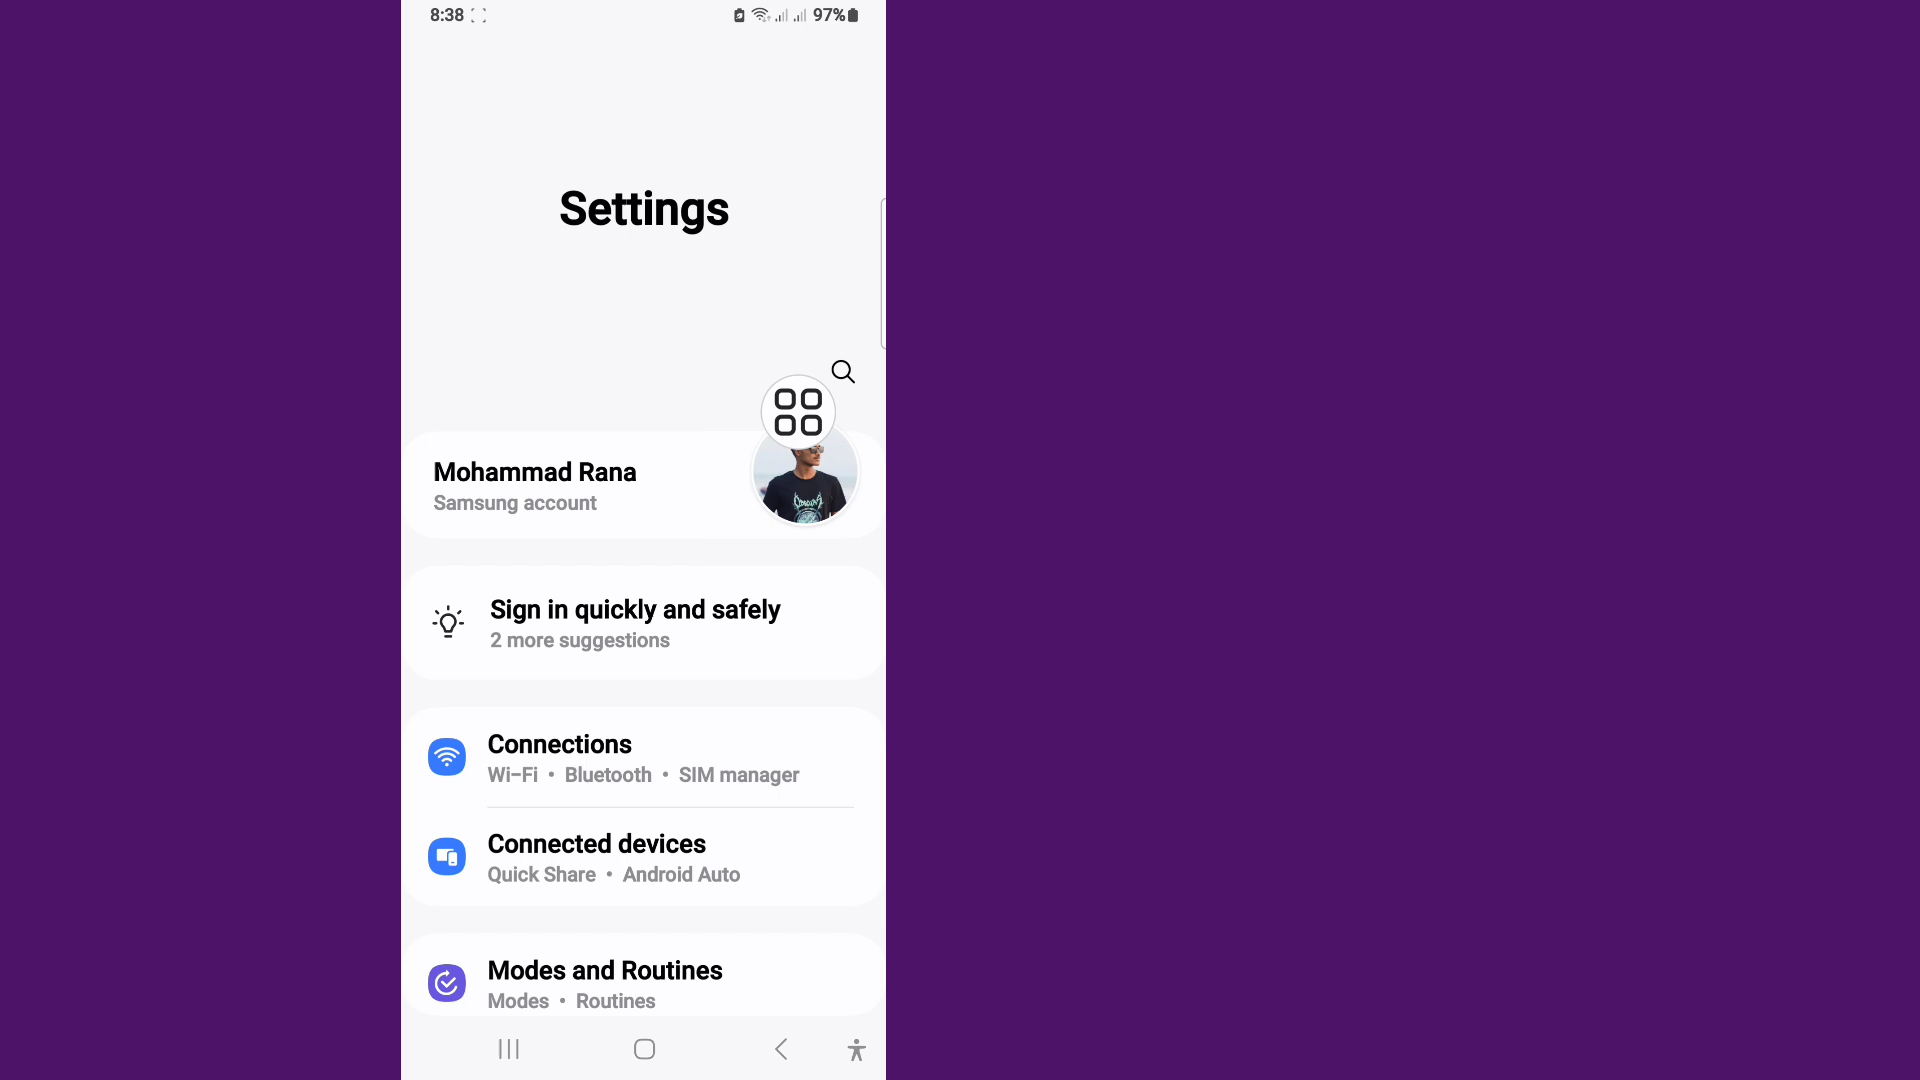 8:38
97%
Settings
Mohammad Rana
Samsung account
Sign in quickly and safely
2 more suggestions
Connections
Wi-Fi • Bluetooth • SIM manager
Connected devices
Quick Share • Android Auto
Modes and Routines
Modes • Routines